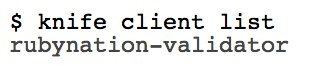 $ knife client list
rubynation-validator